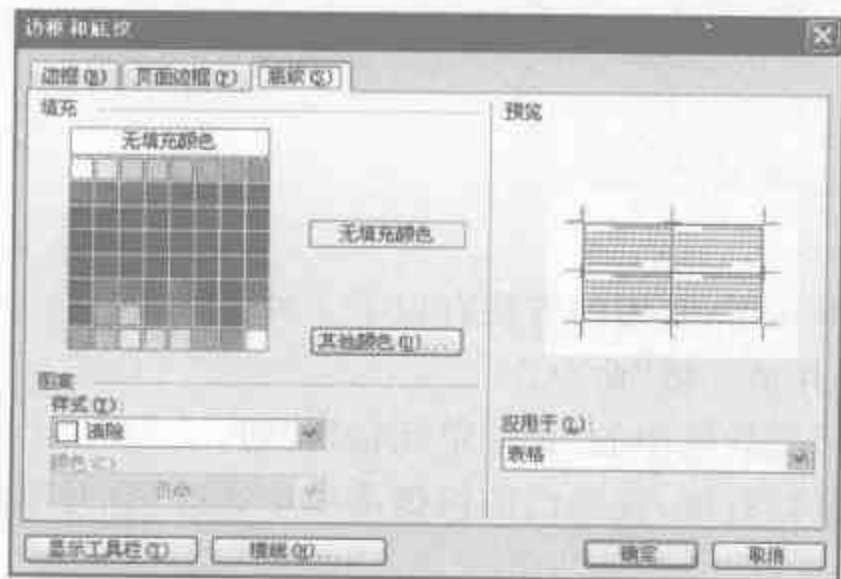 边框和底纹
边框(B) 页面边框(P) 底纹(S)
填充
预览
无填充颜色
无填充颜色
其他颜色(M)...
图案
样式(Y):
清除
应用于(L):
颜色(C):
表格
自动
显示工具栏(T) 横线(H)... 确定 取消